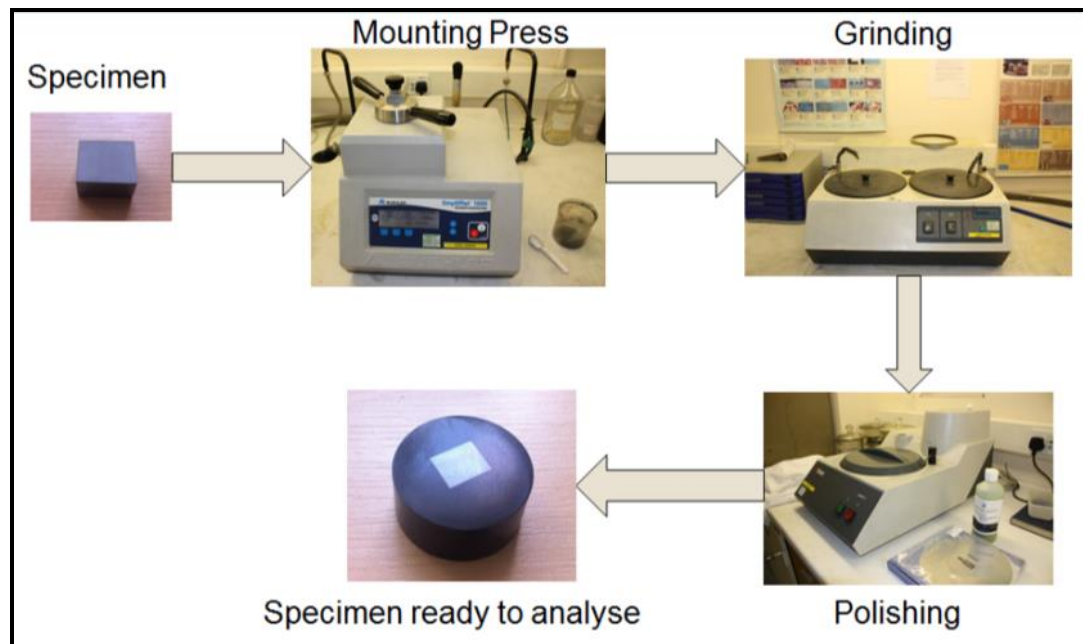 Specimen
Mounting Press
Grinding
Polishing
Specimen ready to analyse